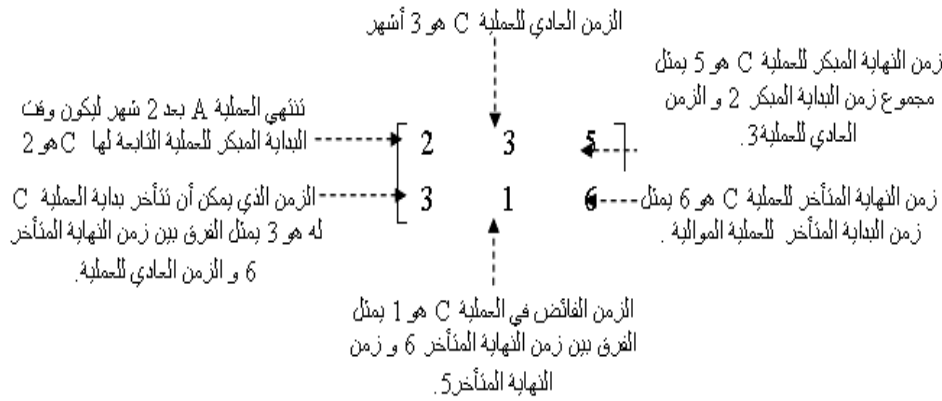 الزمن العادي للعملية C هو 3 أشهر
زمن النهاية المبكر للعملية C هو 5 يمثل
مجموع زمن البداية المبكر 2 و الزمن
العادي للعملية3.
تنتهي العملية A بعد 2 شهر ليكون وقت
البداية المبكر للعملية التابعة لها C هو 2
2 3 5
3 1 6
الزمن الذي يمكن أن تتأخر بداية العملية C
له هو 3 يمثل الفرق بين زمن النهاية المتأخر
6 و الزمن العادي للعملية.
زمن النهاية المتأخر للعملية C هو 6 يمثل
زمن البداية المتأخر للعملية الموالية .
الزمن الفائض في العملية C هو 1 يمثل
الفرق بين زمن النهاية المتأخر 6 و زمن
النهاية المتأخر5.